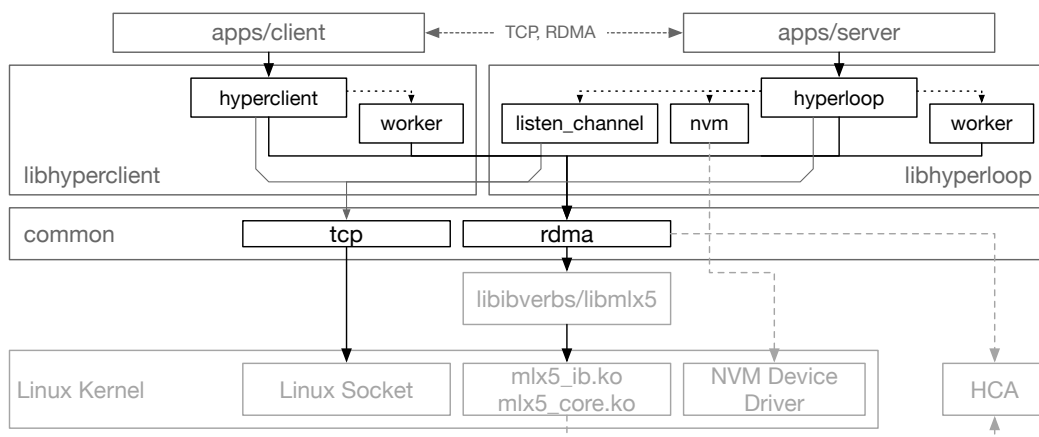 apps/client
TCP, RDMA
apps/server
hyperclient
hyperloop
worker
listen_channel
nvm
worker
libhyperclient
libhyperloop
common
tcp
rdma
libibverbs/libmlx5
Linux Kernel
Linux Socket
mlx5_ib.ko
mlx5_core.ko
NVM Device
Driver
HCA